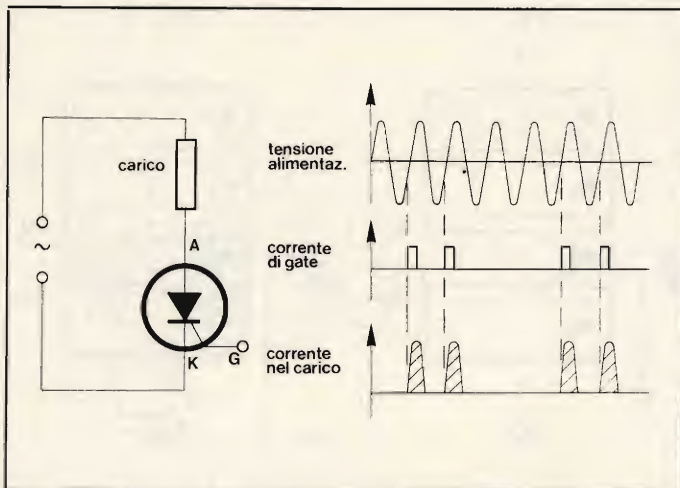 carico
A
~
K
G
tensione
alimentaz.
corrente
di gate
corrente
nel carico